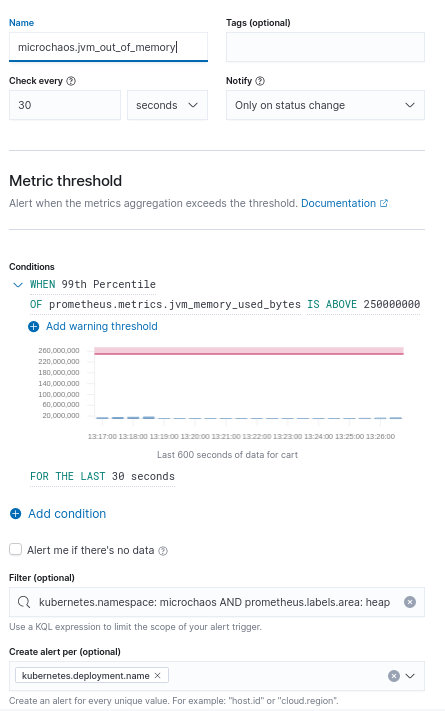 Name
Tags (optional)
microchaos.jvm_out_of_memory
Check every
Notify
30
seconds
Only on status change
Metric threshold
Alert when the metrics aggregation exceeds the threshold. Documentation
Conditions
WHEN 99th Percentile
OF prometheus.metrics.jvm_memory_used_bytes IS ABOVE 250000000
Add warning threshold
260,000,000
220,000,000
180,000,000
140,000,000
100,000,000
60,000,000
20,000,000
13:17:00 13:18:00 13:19:00 13:20:00 13:21:00 13:22:00 13:23:00 13:24:00 13:25:00 13:26:00
Last 600 seconds of data for cart
FOR THE LAST 30 seconds
Add condition
Alert me if there's no data
Filter (optional)
kubernetes.namespace: microchaos AND prometheus.labels.area: heap
Use a KQL expression to limit the scope of your alert trigger.
Create alert per (optional)
kubernetes.deployment.name
Create an alert for every unique value. For example: "host.id" or "cloud.region".